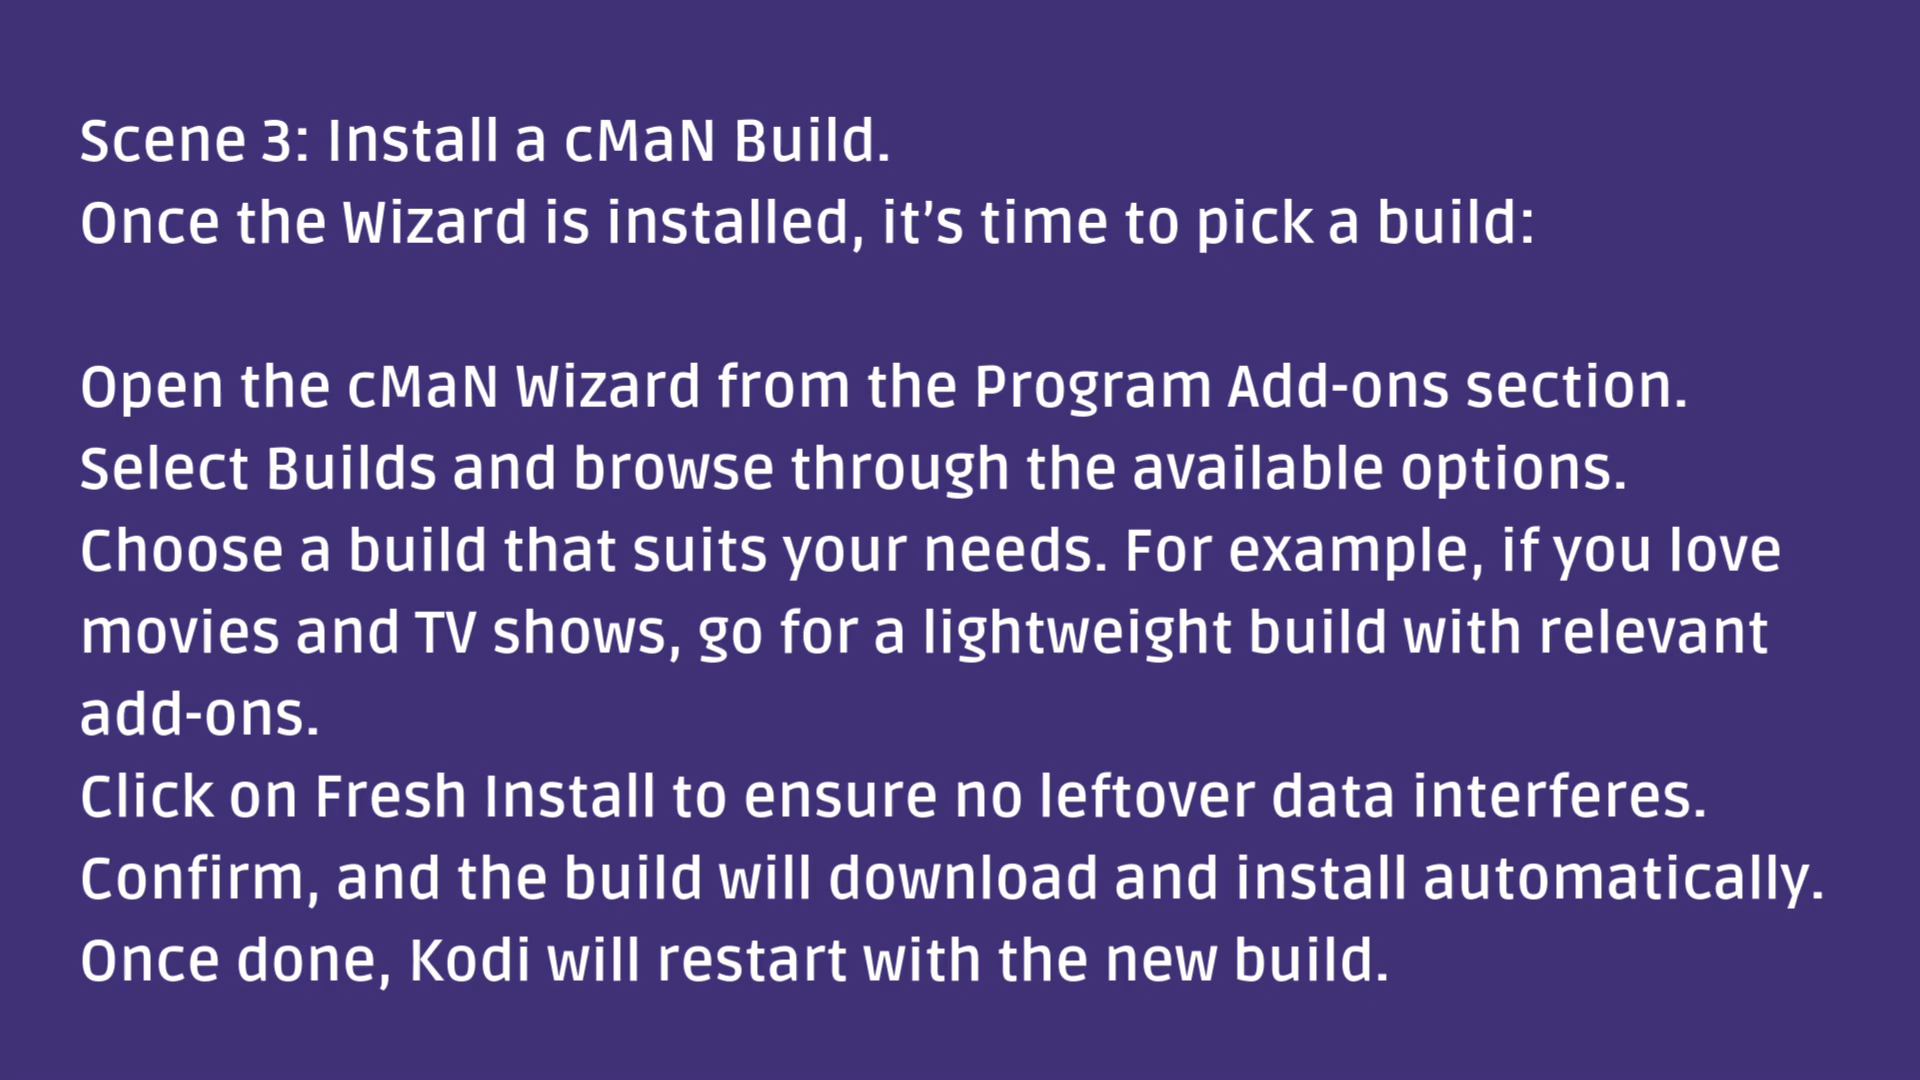 Scene 3: Install a cMaN Build.
Once the Wizard is installed, it’s time to pick a build:
Open the cMaN Wizard from the Program Add-ons section.
Select Builds and browse through the available options.
Choose a build that suits your needs. For example, if you love
movies and TV shows, go for a lightweight build with relevant
add-ons.
Click on Fresh Install to ensure no leftover data interferes.
Confirm, and the build will download and install automatically.
Once done, Kodi will restart with the new build.